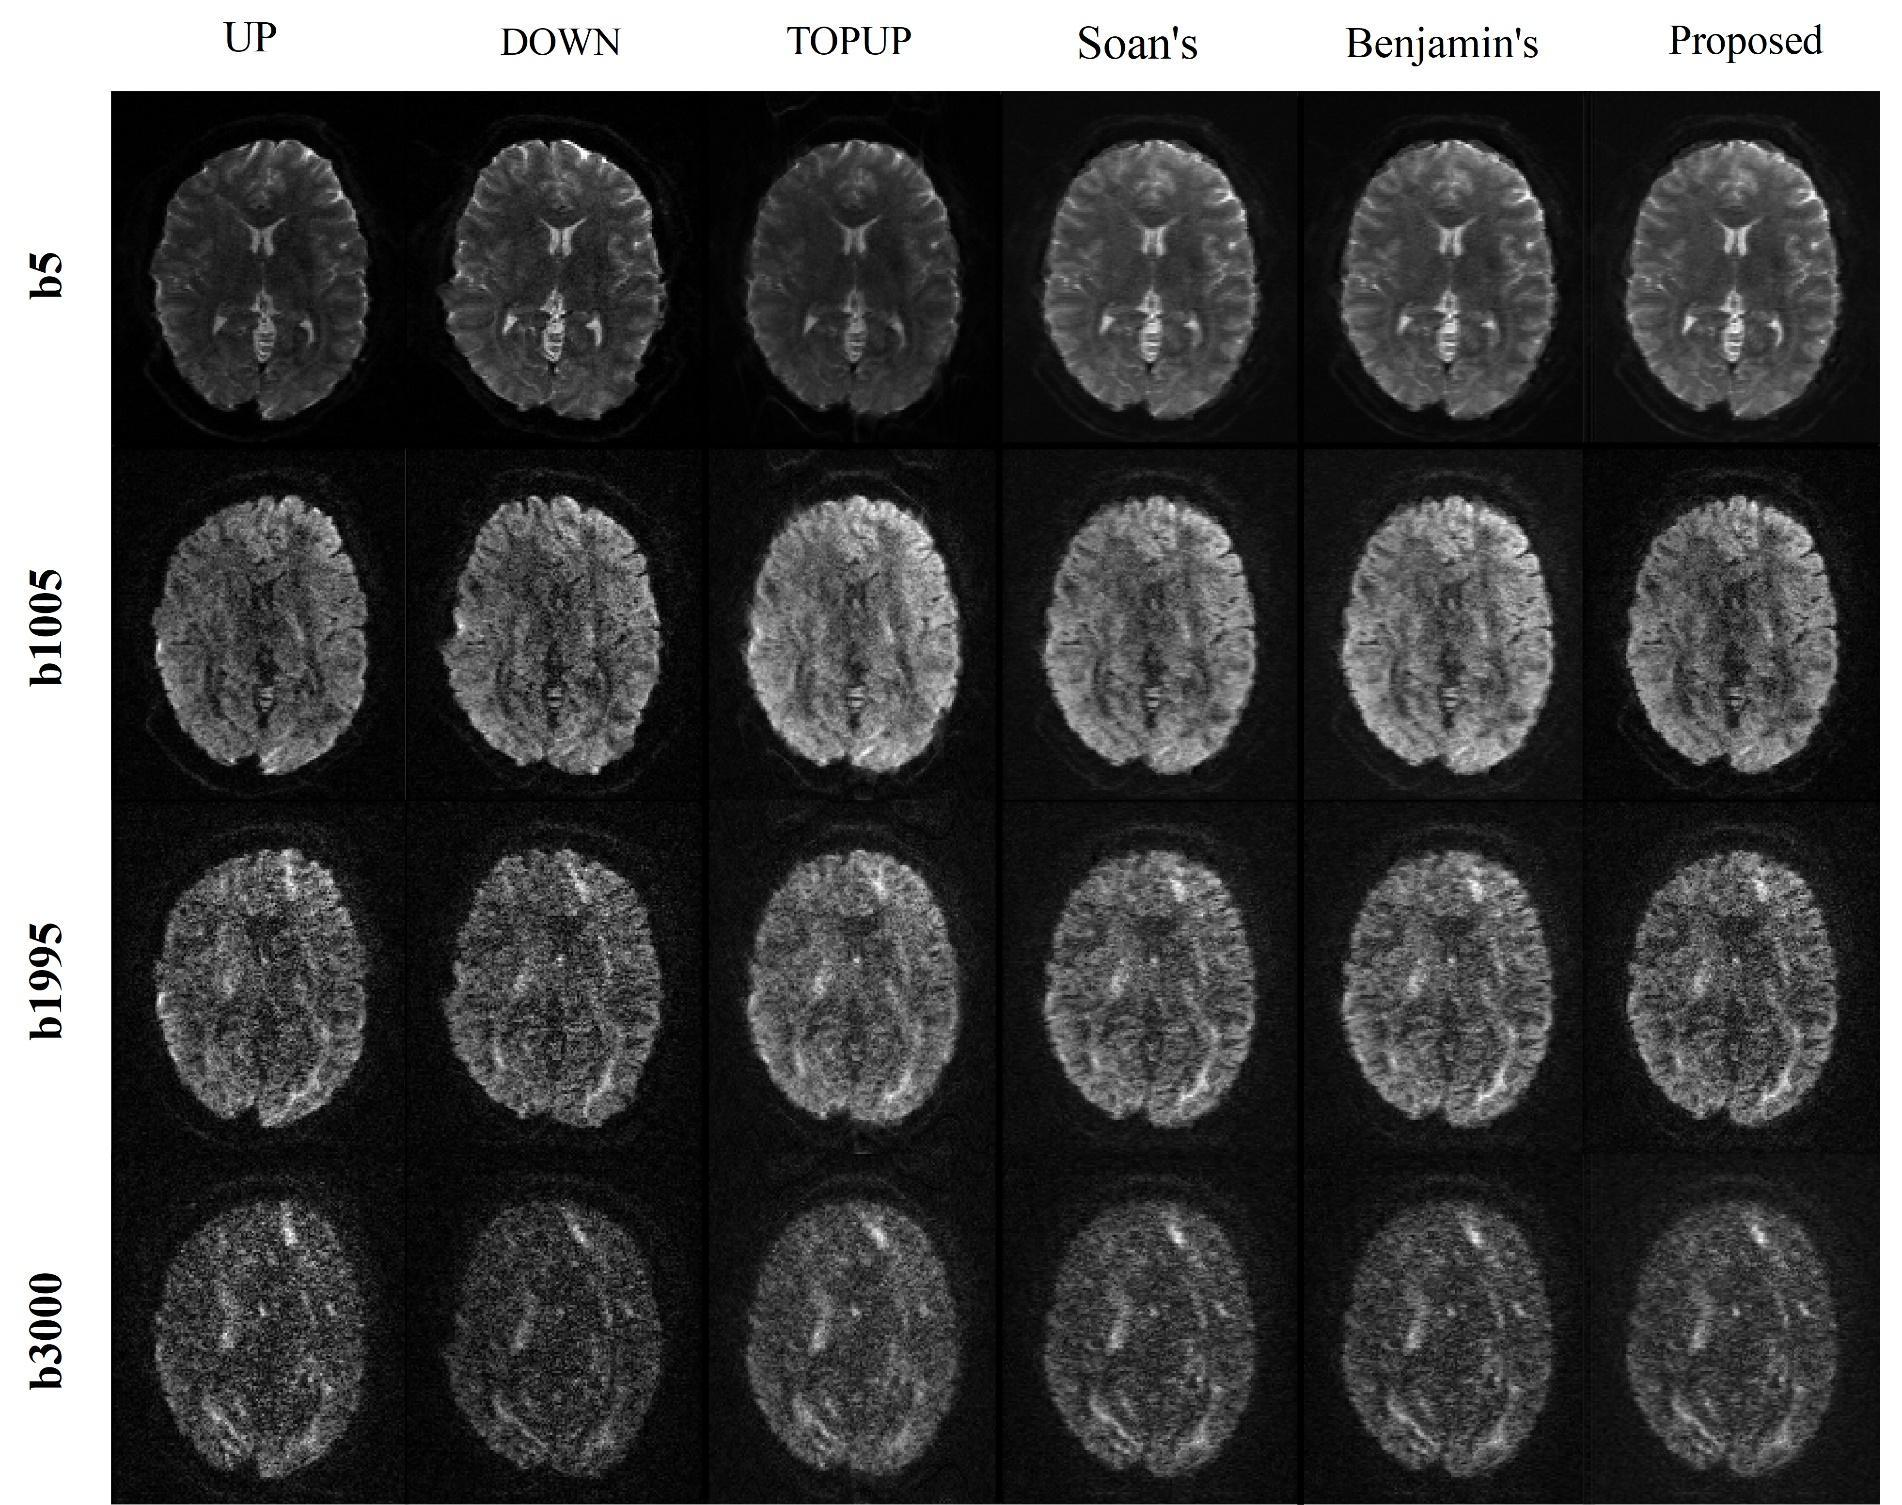 UP DOWN TOPUP Soan's Benjamin's Proposed
b5
b1005
b1995
b3000